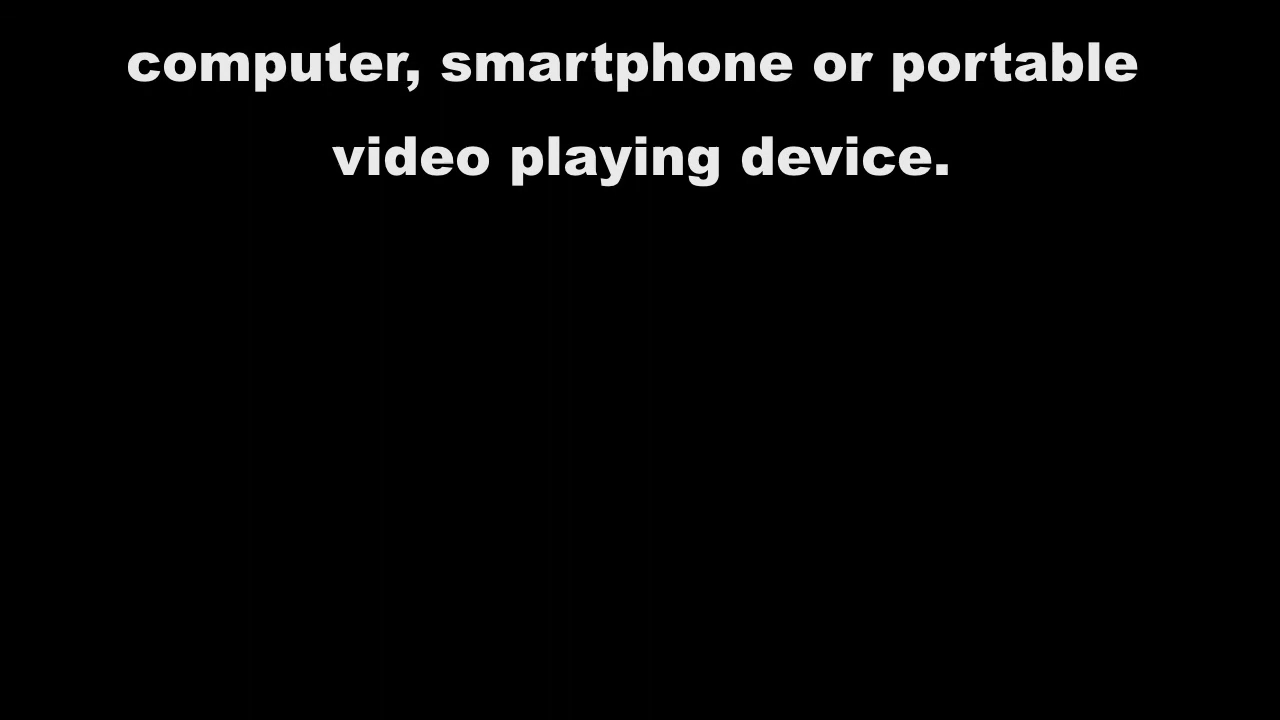 computer, smartphone or portable
video playing device.